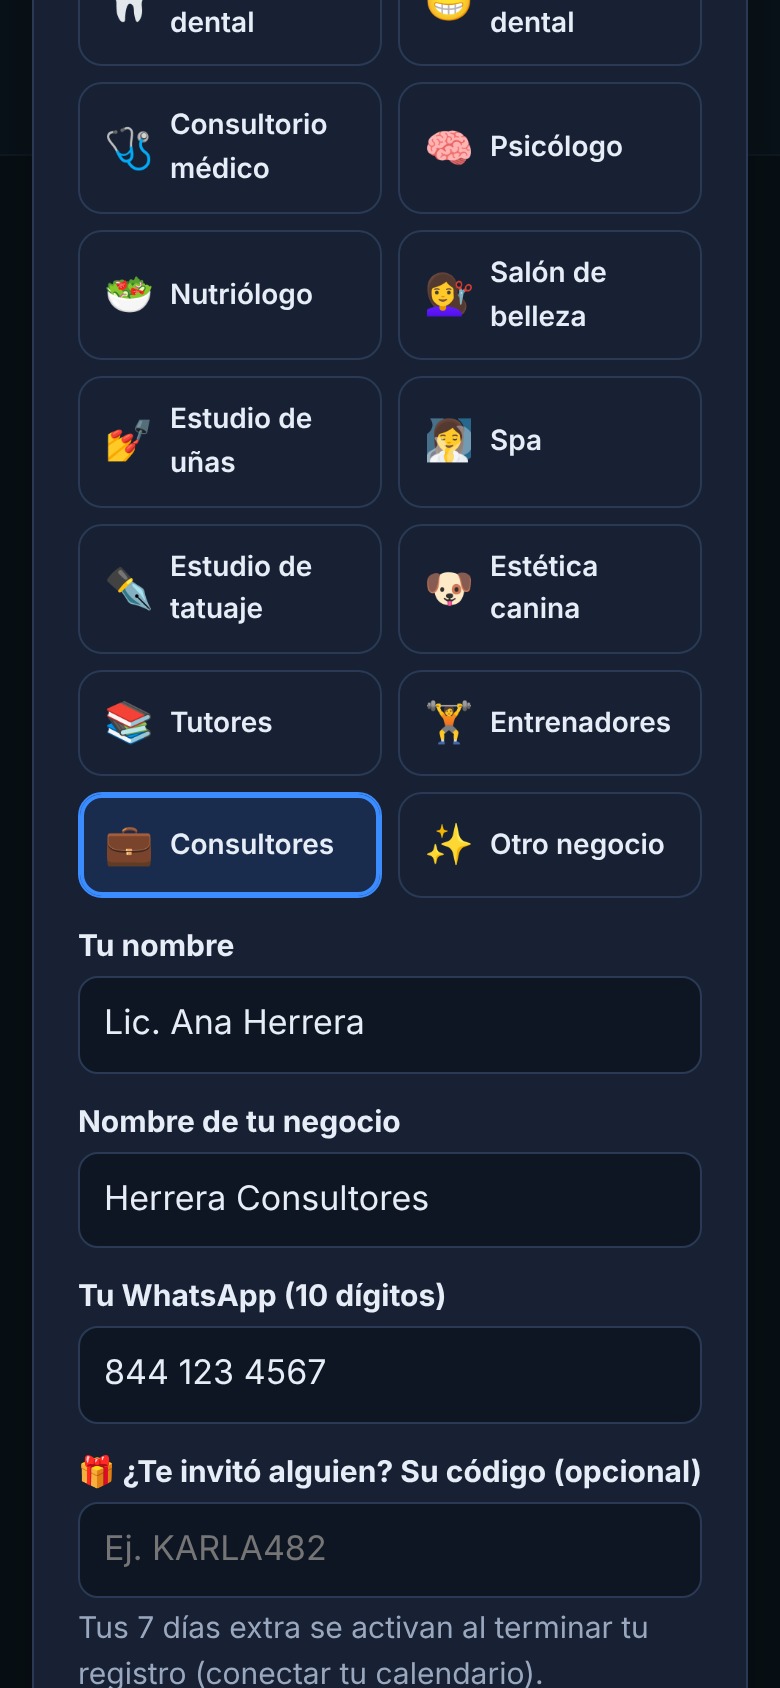 dental
dental
Consultorio
médico
Psicólogo
Nutriólogo
Salón de
belleza
Estudio de
uñas
Spa
Estudio de
tatuaje
Estética
canina
Tutores
Entrenadores
Consultores
Otro negocio
Tu nombre
Lic. Ana Herrera
Nombre de tu negocio
Herrera Consultores
Tu WhatsApp (10 dígitos)
844 123 4567
🎁 ¿Te invitó alguien? Su código (opcional)
Ej. KARLA482
Tus 7 días extra se activan al terminar tu
registro (conectar tu calendario).